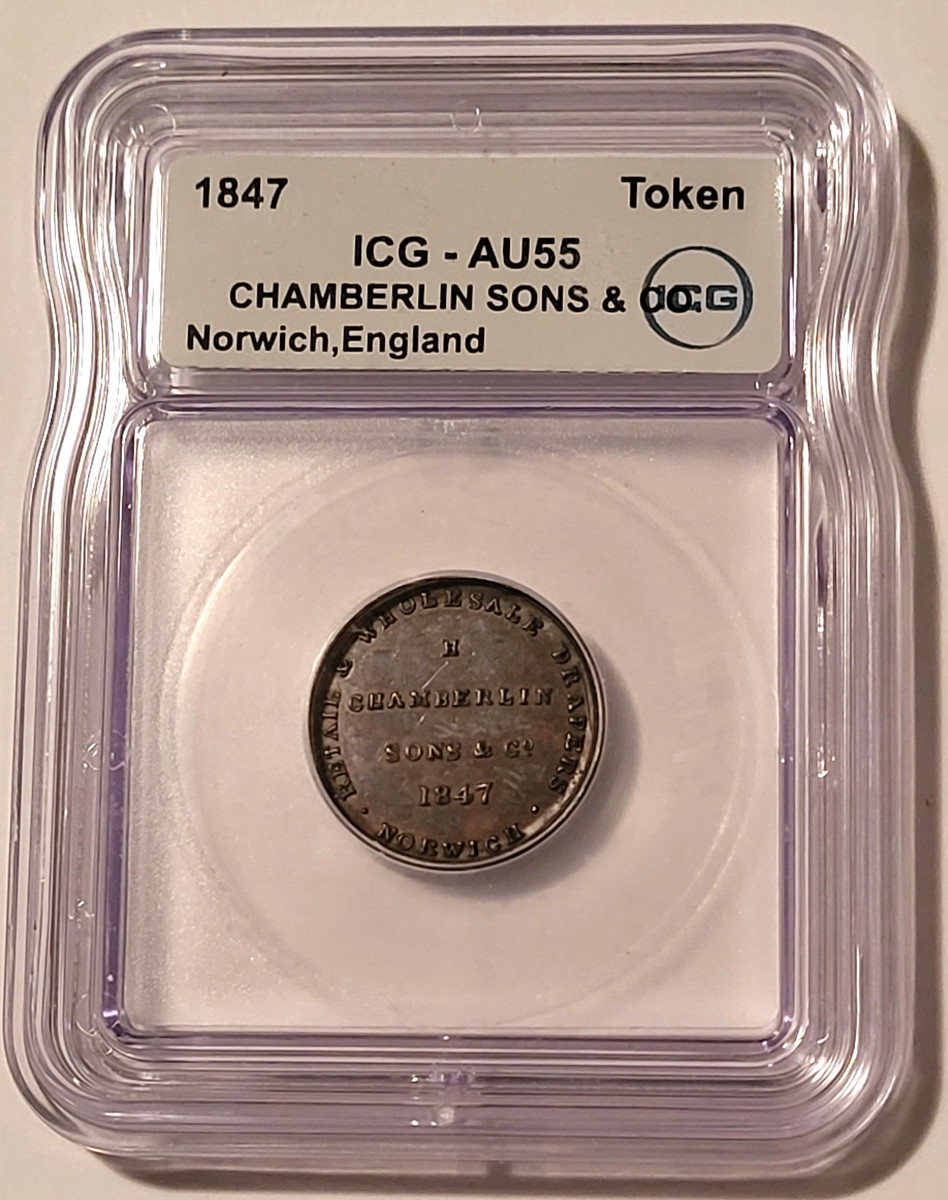 1847 Token
ICG - AU55
CHAMBERLIN SONS & CO.
ICG
Norwich,England
RETAIL & WHOLESALE DRAPERS
H
CHAMBERLIN
SONS & Co
1847
• NORWICH •